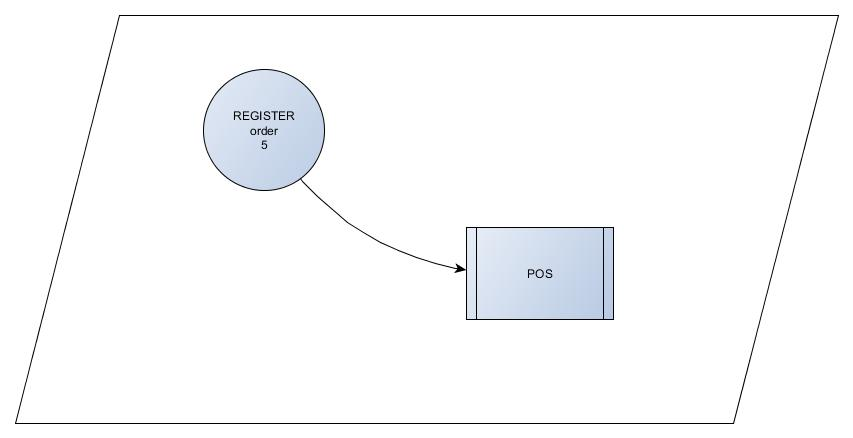 REGISTER
order
5
POS